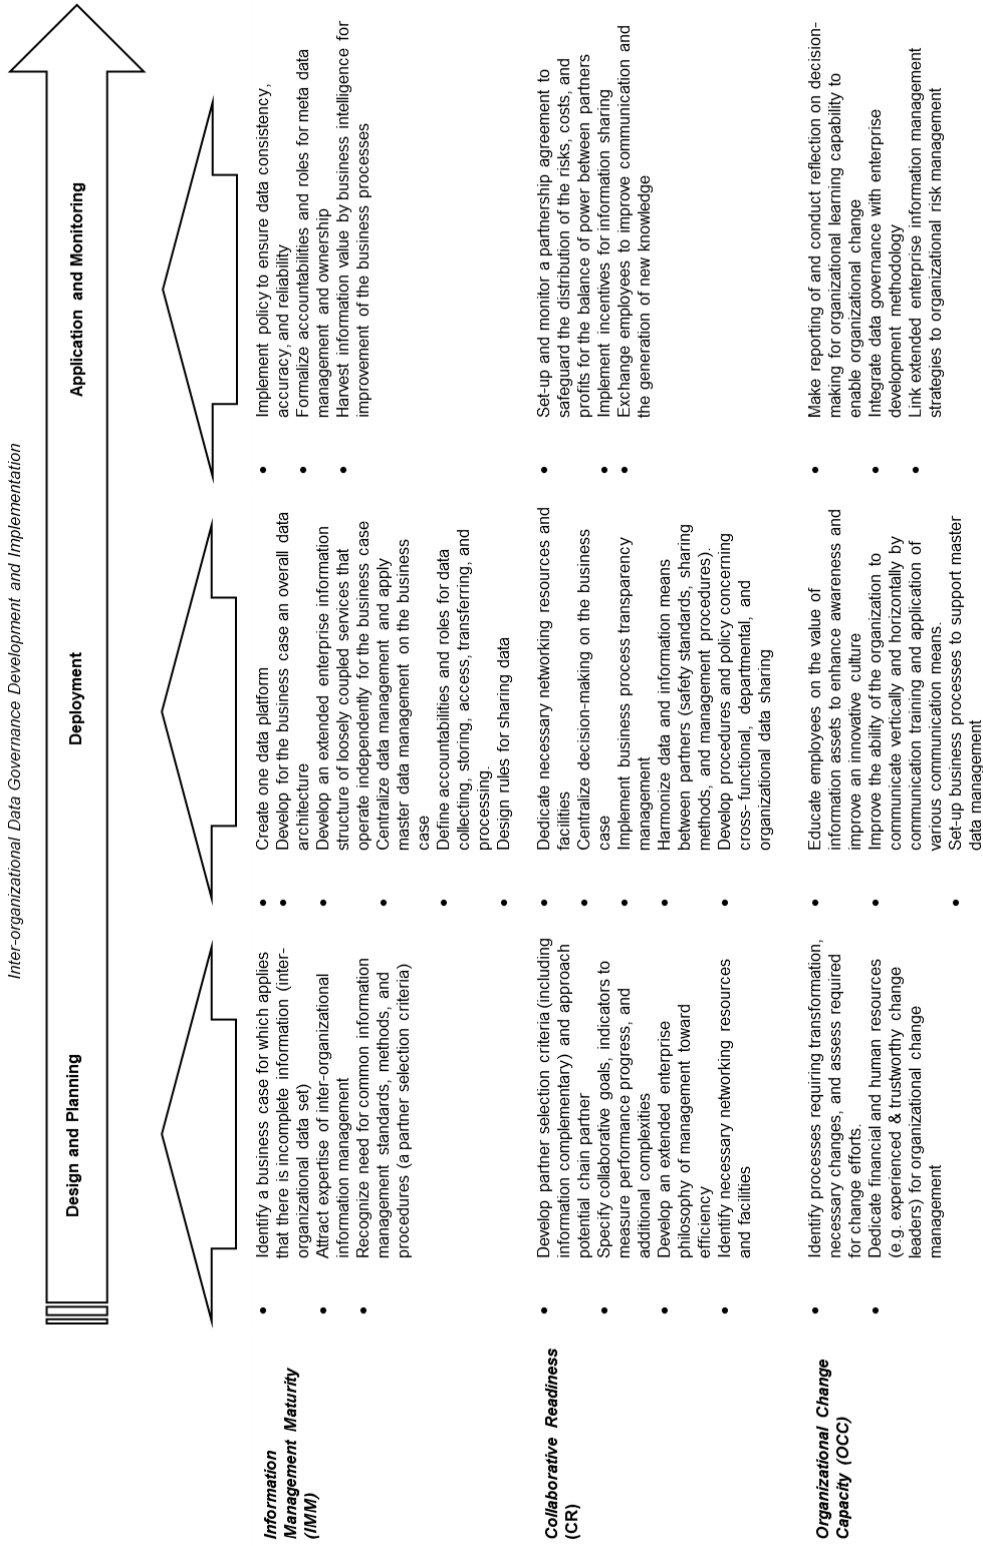 Inter-organizational Data Governance Development and Implementation
Design and Planning
Deployment
Application and Monitoring
Information
Management Maturity
(IMM)
• Identify a business case for which applies
that there is incomplete information (inter-
organizational data set)
• Attract expertise of inter-organizational
information management
• Recognize need for common information
management standards, methods, and
procedures (a partner selection criteria)
• Create one data platform
• Develop for the business case an overall data
architecture
• Develop an extended enterprise information
structure of loosely coupled services that
operate independently for the business case
• Centralize data management and apply
master data management on the business
case
• Define accountabilities and roles for data
collecting, storing, access, transferring, and
processing.
• Design rules for sharing data
• Implement policy to ensure data consistency,
accuracy, and reliability
• Formalize accountabilities and roles for meta data
management and ownership
• Harvest information value by business intelligence for
improvement of the business processes
Collaborative Readiness
(CR)
• Develop partner selection criteria (including
information complementary) and approach
potential chain partner
• Specify collaborative goals, indicators to
measure performance progress, and
additional complexities
• Develop an extended enterprise
philosophy of management toward
efficiency
• Identify necessary networking resources
and facilities
• Dedicate necessary networking resources and
facilities
• Centralize decision-making on the business
case
• Implement business process transparency
management
• Harmonize data and information means
between partners (safety standards, sharing
methods, and management procedures).
• Develop procedures and policy concerning
cross- functional, departmental, and
organizational data sharing
• Set-up and monitor a partnership agreement to
safeguard the distribution of the risks, costs, and
profits for the balance of power between partners
• Implement incentives for information sharing
• Exchange employees to improve communication and
the generation of new knowledge
Organizational Change
Capacity (OCC)
• Identify processes requiring transformation,
necessary changes, and assess required
for change efforts.
• Dedicate financial and human resources
(e.g. experienced & trustworthy change
leaders) for organizational change
management
• Educate employees on the value of
information assets to enhance awareness and
improve an innovative culture
• Improve the ability of the organization to
communicate vertically and horizontally by
communication training and application of
various communication means.
• Set-up business processes to support master
data management
• Make reporting of and conduct reflection on decision-
making for organizational learning capability to
enable organizational change
• Integrate data governance with enterprise
development methodology
• Link extended enterprise information management
strategies to organizational risk management